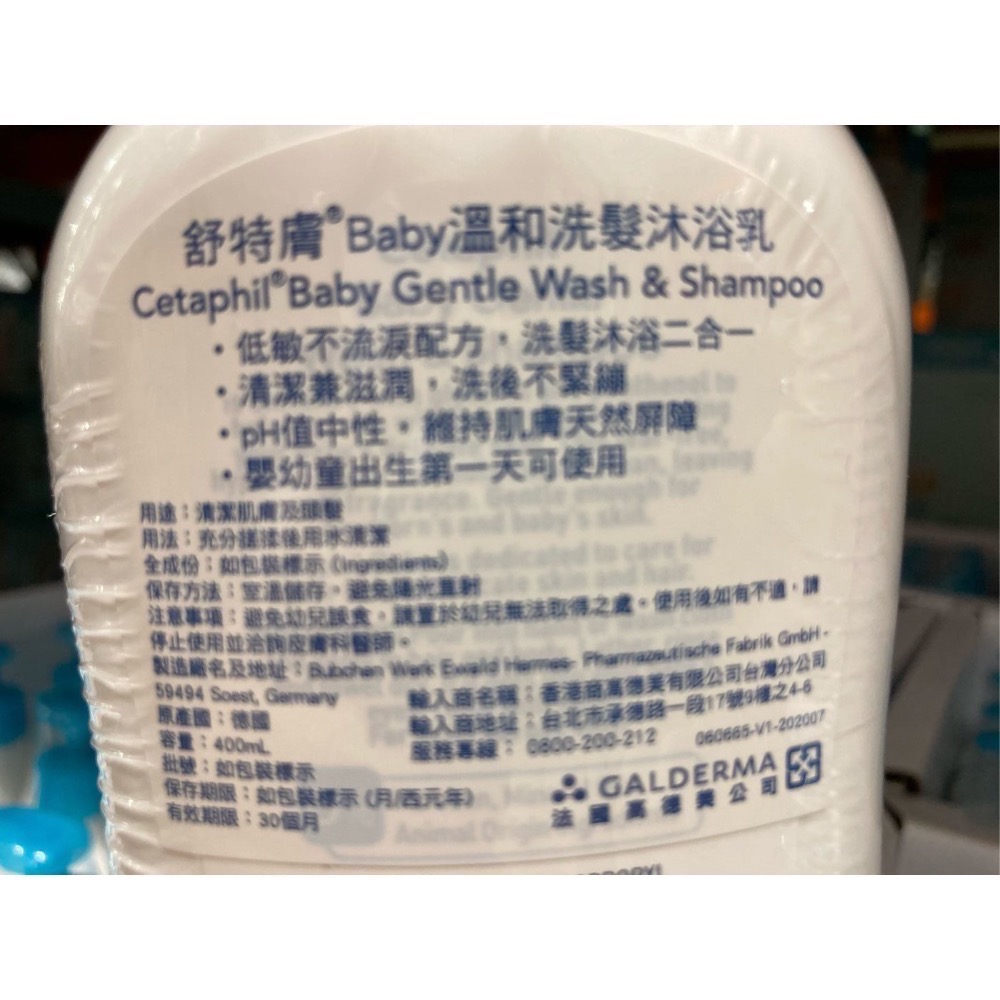 舒特膚®Baby溫和洗髮沐浴乳
Cetaphil®Baby Gentle Wash & Shampoo
・低敏不流淚配方，洗髮沐浴二合一
・清潔兼滋潤，洗後不緊繃
・pH值中性，維持肌膚天然屏障
・嬰幼童出生第一天可使用
用途：清潔肌膚及頭髮
用法：充分搓揉後用水清潔
全成份：如包裝標示 (Ingredients)
保存方法：室溫儲存，避免陽光直射
注意事項：避免幼兒誤食，請置於幼兒無法取得之處。使用後如有不適，請
停止使用並洽詢皮膚科醫師。
製造廠名及地址：Bubchen Werk Ewald Hermes- Pharmazeutische Fabrik GmbH -
59494 Soest, Germany
原產國：德國
容量：400mL
批號：如包裝標示
保存期限：如包裝標示 (月/西元年)
有效期限：30個月
輸入商名稱：香港商高德美有限公司台灣分公司
輸入商地址：台北市承德路一段17號9樓之4-6
服務專線： 0800-200-212
060665-V1-202007
GALDERMA
法國高德美公司